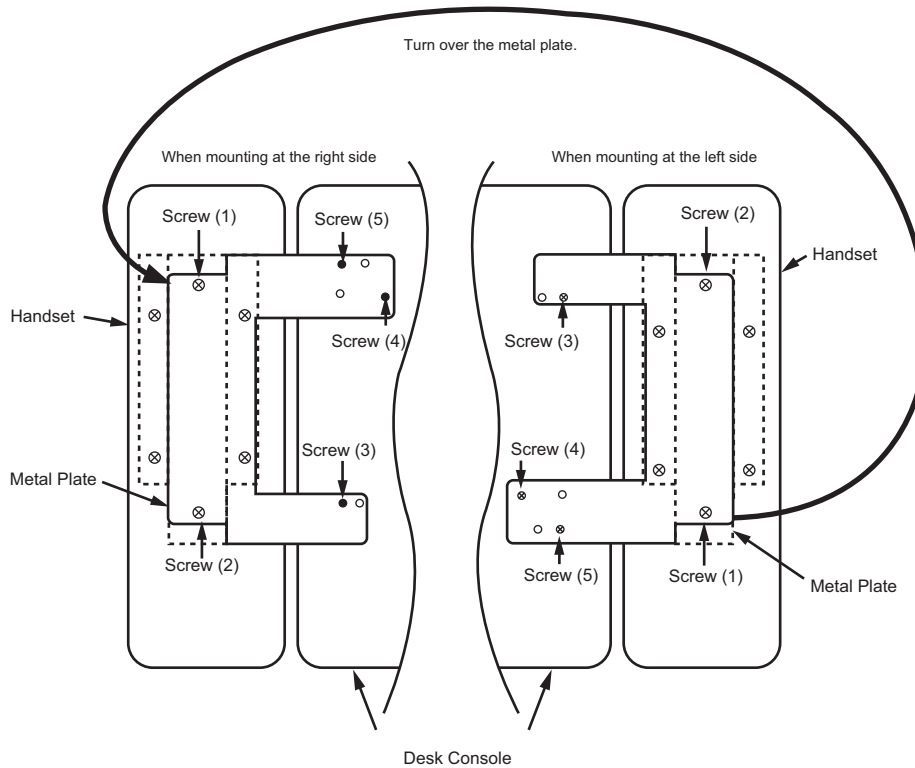 Turn over the metal plate.
When mounting at the right side
When mounting at the left side
Screw (1)
Screw (5)
Screw (2)
Handset
Handset
Screw (4)
Screw (3)
Screw (3)
Screw (4)
Metal Plate
Screw (2)
Screw (5)
Screw (1)
Metal Plate
Desk Console